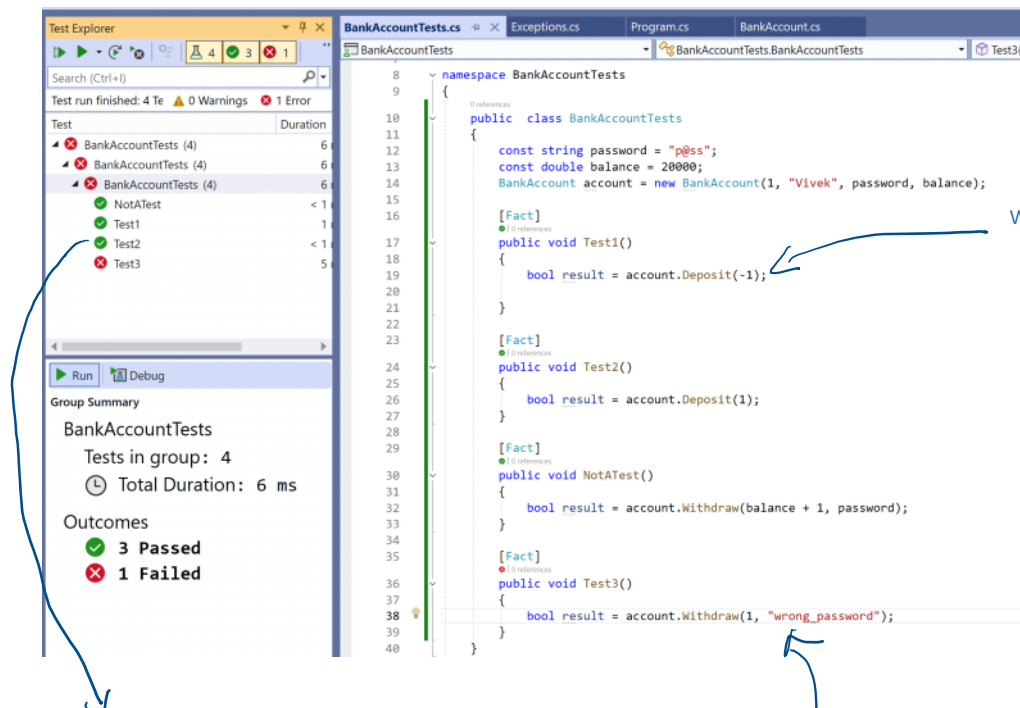 Test Explorer
BankAccountTests.cs
Exceptions.cs
Program.cs
BankAccount.cs
4 3 1
BankAccountTests
BankAccountTests.BankAccountTests
Test3(
Search (Ctrl+I)
Test run finished: 4 Te 0 Warnings 1 Error
Test Duration
BankAccountTests (4) 6
BankAccountTests (4) 6
BankAccountTests (4) 6
NotATest < 1
Test1 1
Test2 < 1
Test3 5
Run Debug
Group Summary
BankAccountTests
Tests in group: 4
Total Duration: 6 ms
Outcomes
3 Passed
1 Failed
8 namespace BankAccountTests
9 {
0 references
10 public class BankAccountTests
11 {
12 const string password = "p@ss";
13 const double balance = 20000;
14 BankAccount account = new BankAccount(1, "Vivek", password, balance);
15
16 [Fact]
0 references
17 public void Test1()
18 {
19 bool result = account.Deposit(-1);
20
21 }
22
23 [Fact]
0 references
24 public void Test2()
25 {
26 bool result = account.Deposit(1);
27 }
28
29 [Fact]
0 references
30 public void NotATest()
31 {
32 bool result = account.Withdraw(balance + 1, password);
33 }
34
35 [Fact]
0 references
36 public void Test3()
37 {
38 bool result = account.Withdraw(1, "wrong_password");
39 }
40 }
W